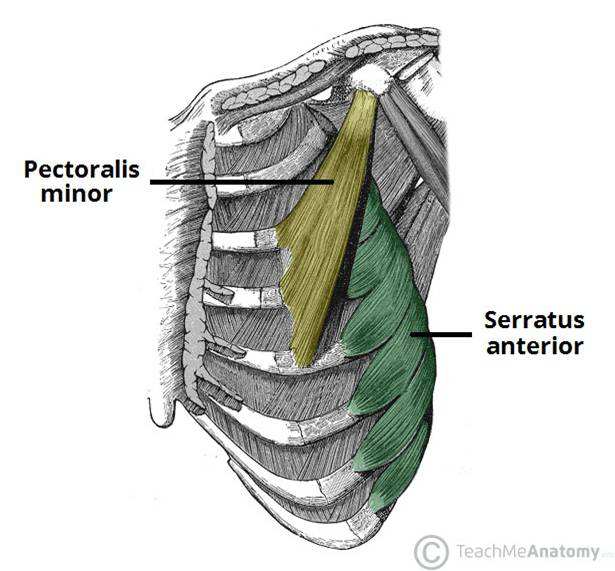 Pectoralis
minor
Serratus
anterior
© TeachMeAnatomy